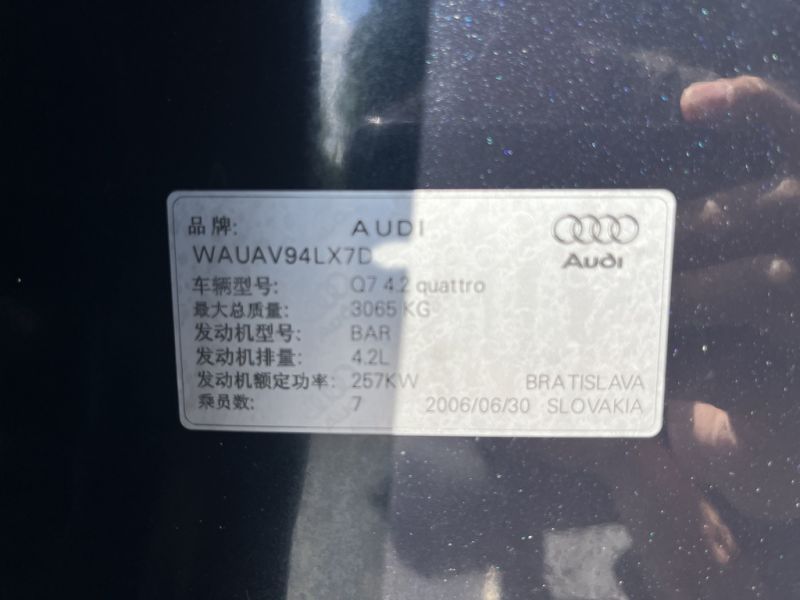 品牌: AUDI
WAUAV94LX7D
Audi
车辆型号: Q7 4.2 quattro
最大总质量: 3065 KG
发动机型号: BAR
发动机排量: 4.2L
发动机额定功率: 257KW BRATISLAVA
乘员数: 7 2006/06/30 SLOVAKIA